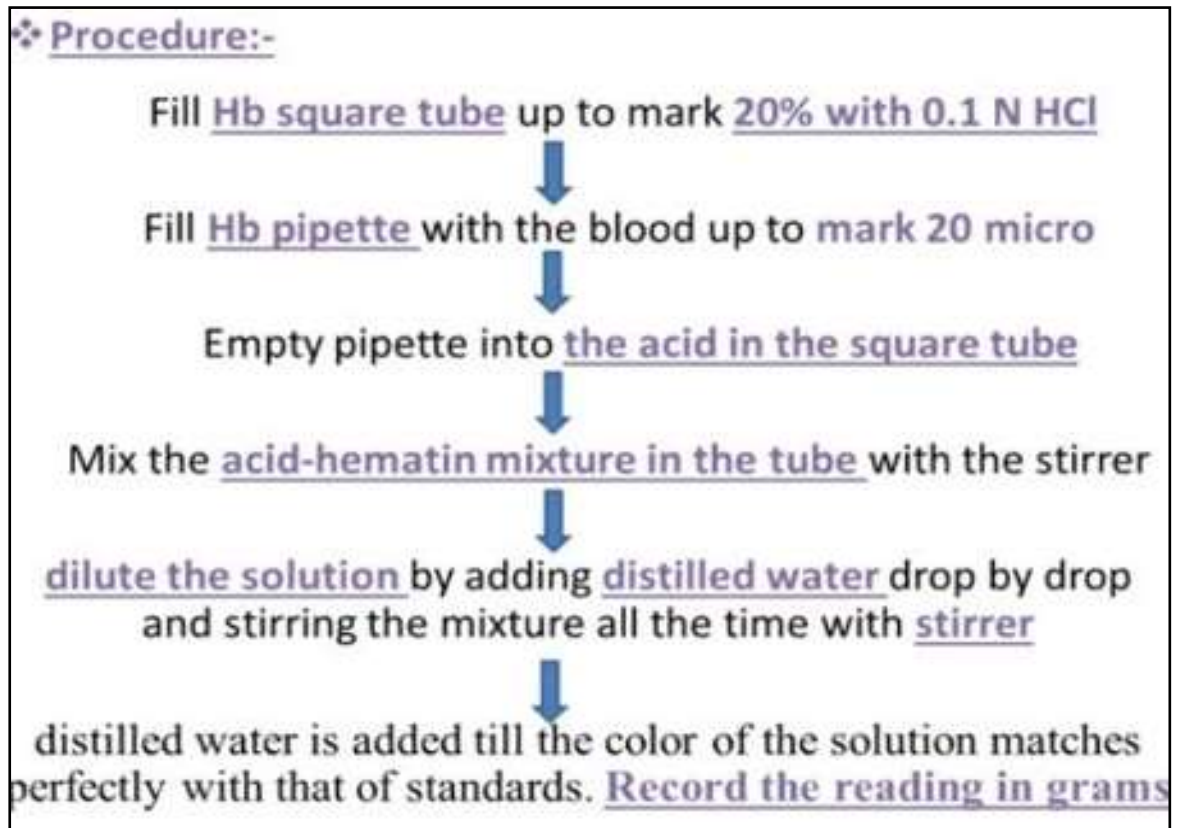 ❖ Procedure:-
Fill Hb square tube up to mark 20% with 0.1 N HCl
Fill Hb pipette with the blood up to mark 20 micro
Empty pipette into the acid in the square tube
Mix the acid-hematin mixture in the tube with the stirrer
dilute the solution by adding distilled water drop by drop
and stirring the mixture all the time with stirrer
distilled water is added till the color of the solution matches
perfectly with that of standards. Record the reading in grams